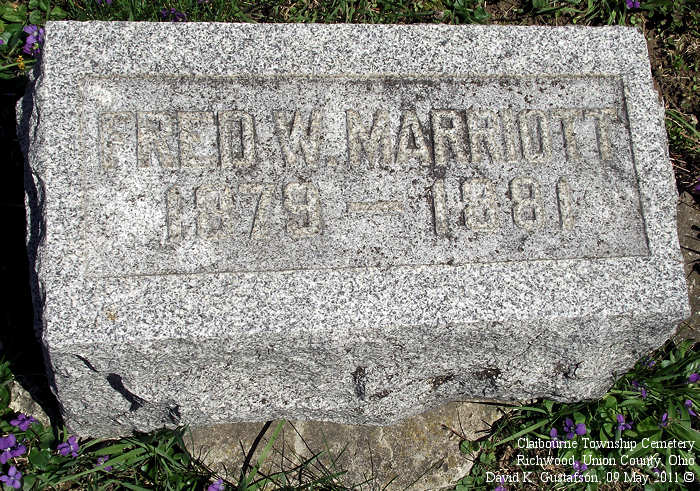 FRED W. MARRIOTT
1879 — 1881
Claibourne Township Cemetery
Richwood, Union County, Ohio
David K. Gustafson, 09 May 2011 ©